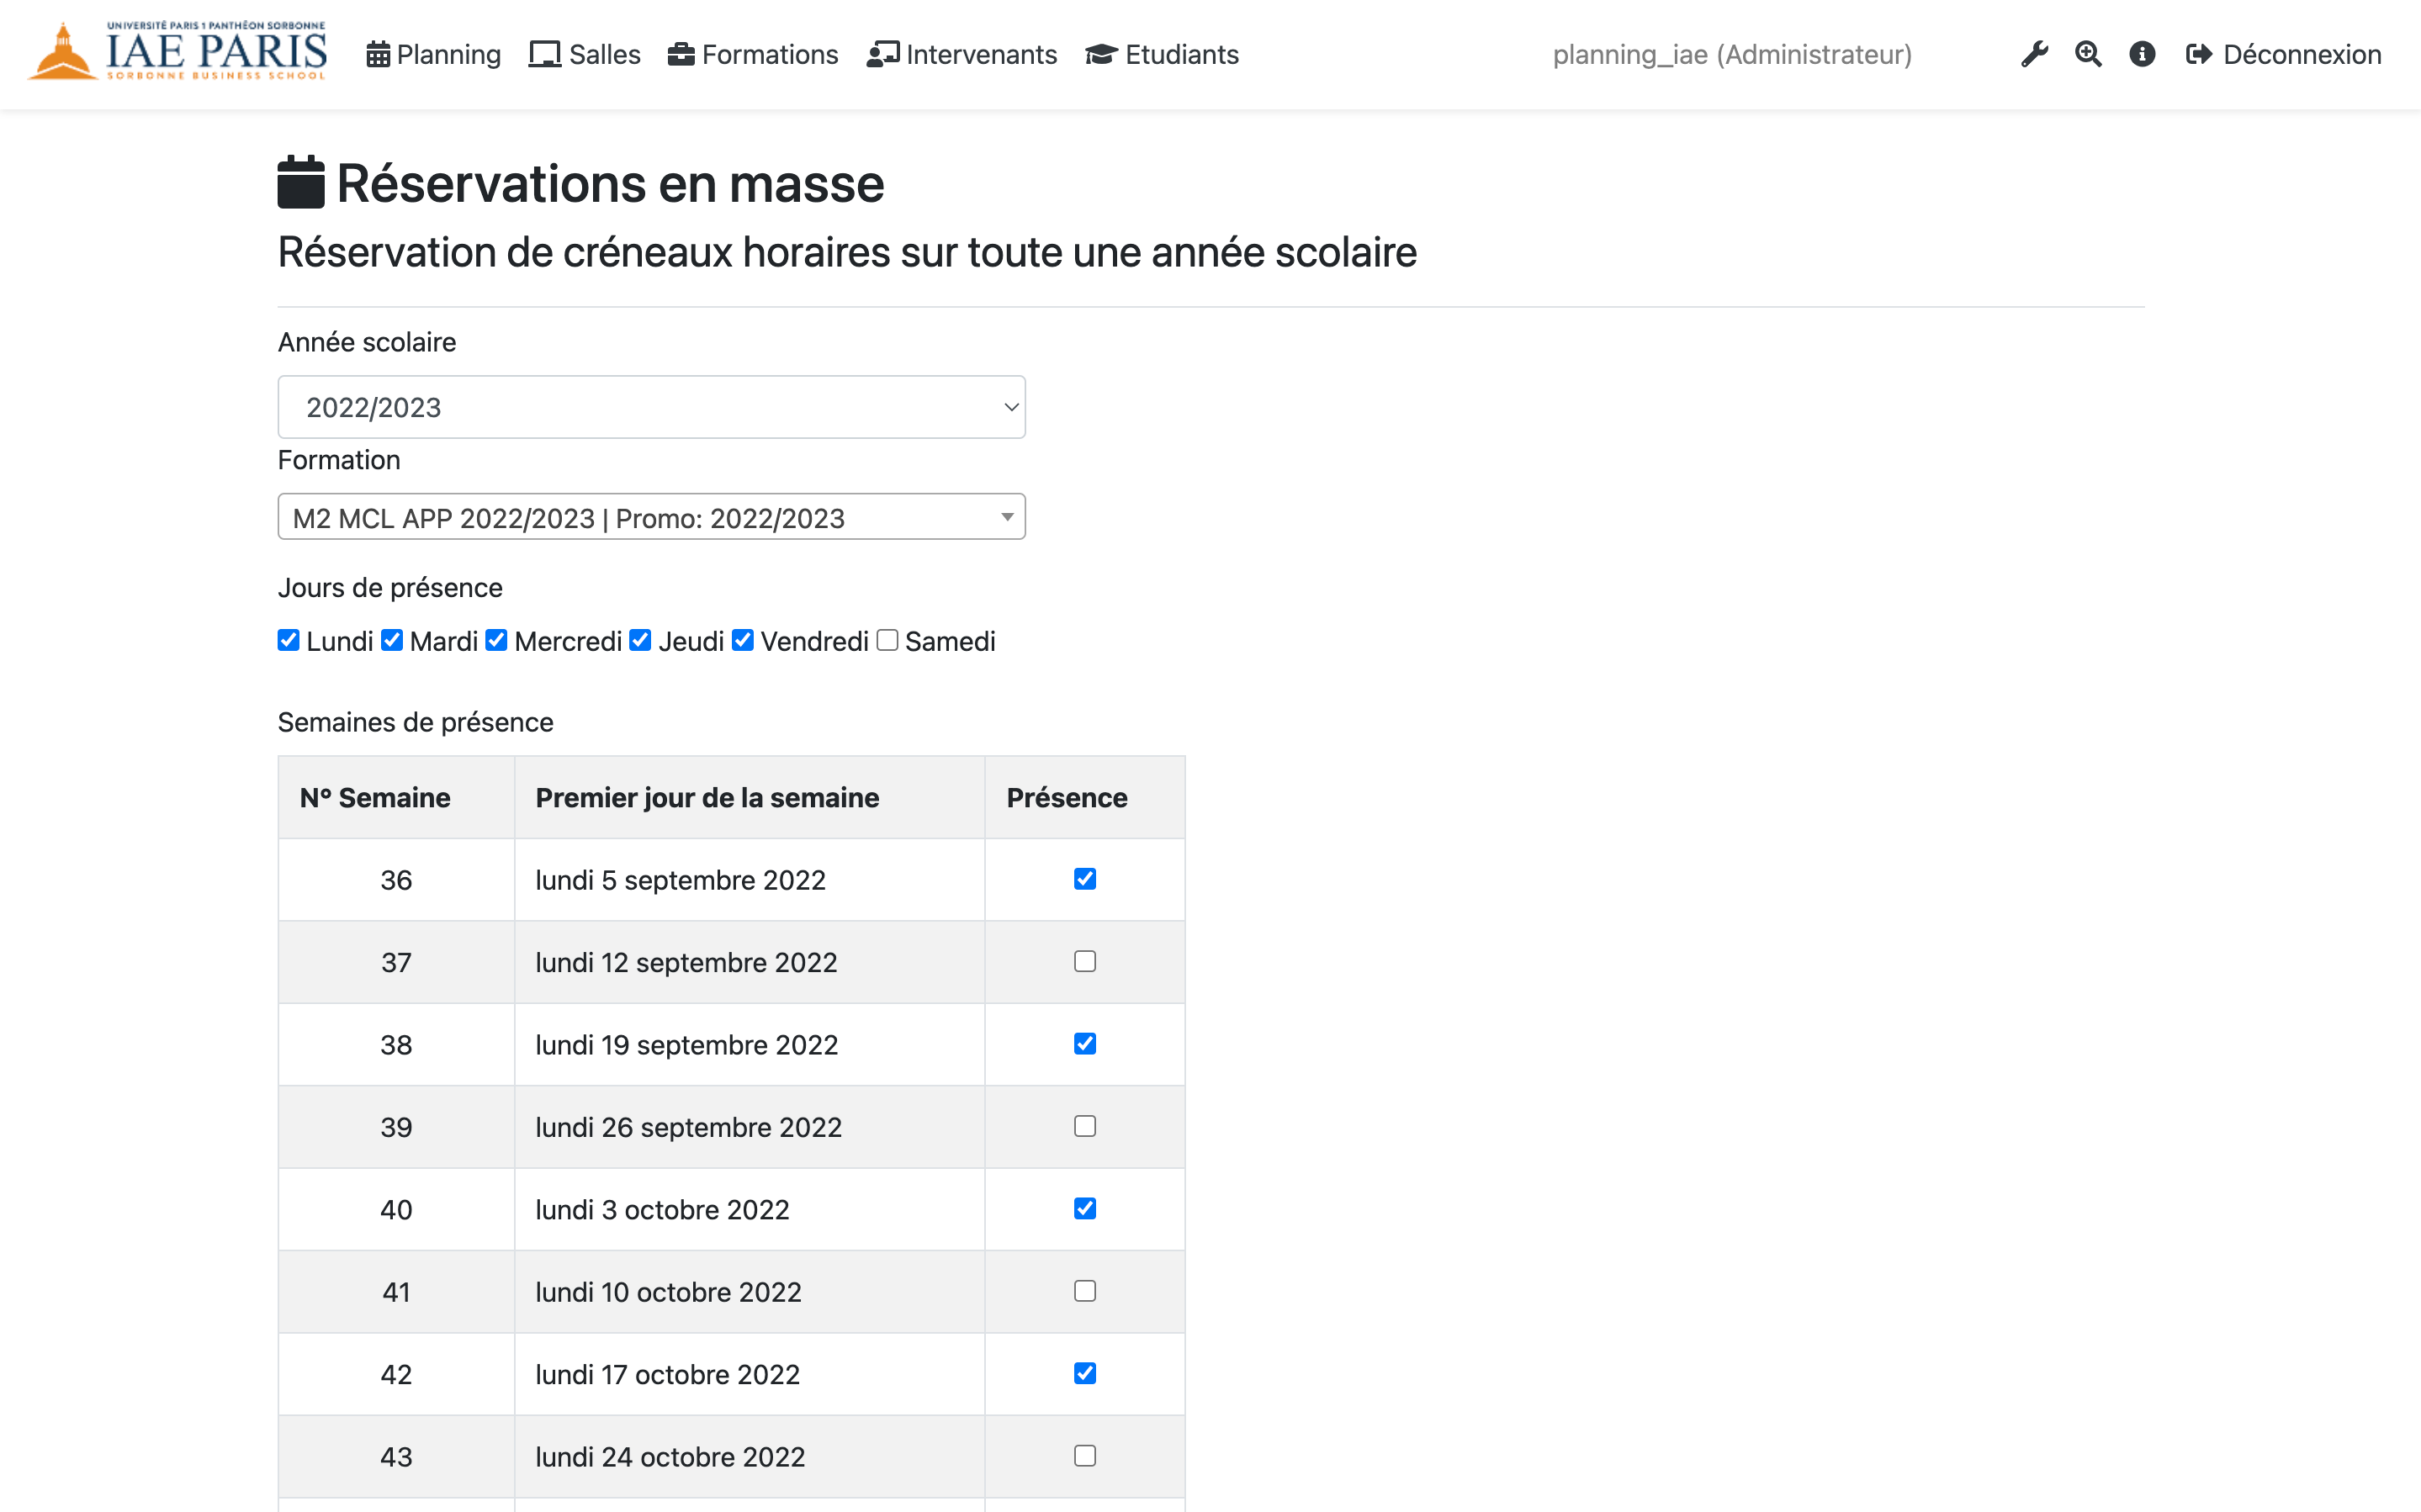 UNIVERSITÉ PARIS 1 PANTHÉON SORBONNE
IAE PARIS
SORBONNE BUSINESS SCHOOL
Planning Salles Formations Intervenants Etudiants planning_iae (Administrateur) Déconnexion
Réservations en masse
Réservation de créneaux horaires sur toute une année scolaire
Année scolaire
2022/2023
Formation
M2 MCL APP 2022/2023 | Promo: 2022/2023
Jours de présence
Lundi Mardi Mercredi Jeudi Vendredi Samedi
Semaines de présence
N° Semaine Premier jour de la semaine Présence
36 lundi 5 septembre 2022
37 lundi 12 septembre 2022
38 lundi 19 septembre 2022
39 lundi 26 septembre 2022
40 lundi 3 octobre 2022
41 lundi 10 octobre 2022
42 lundi 17 octobre 2022
43 lundi 24 octobre 2022